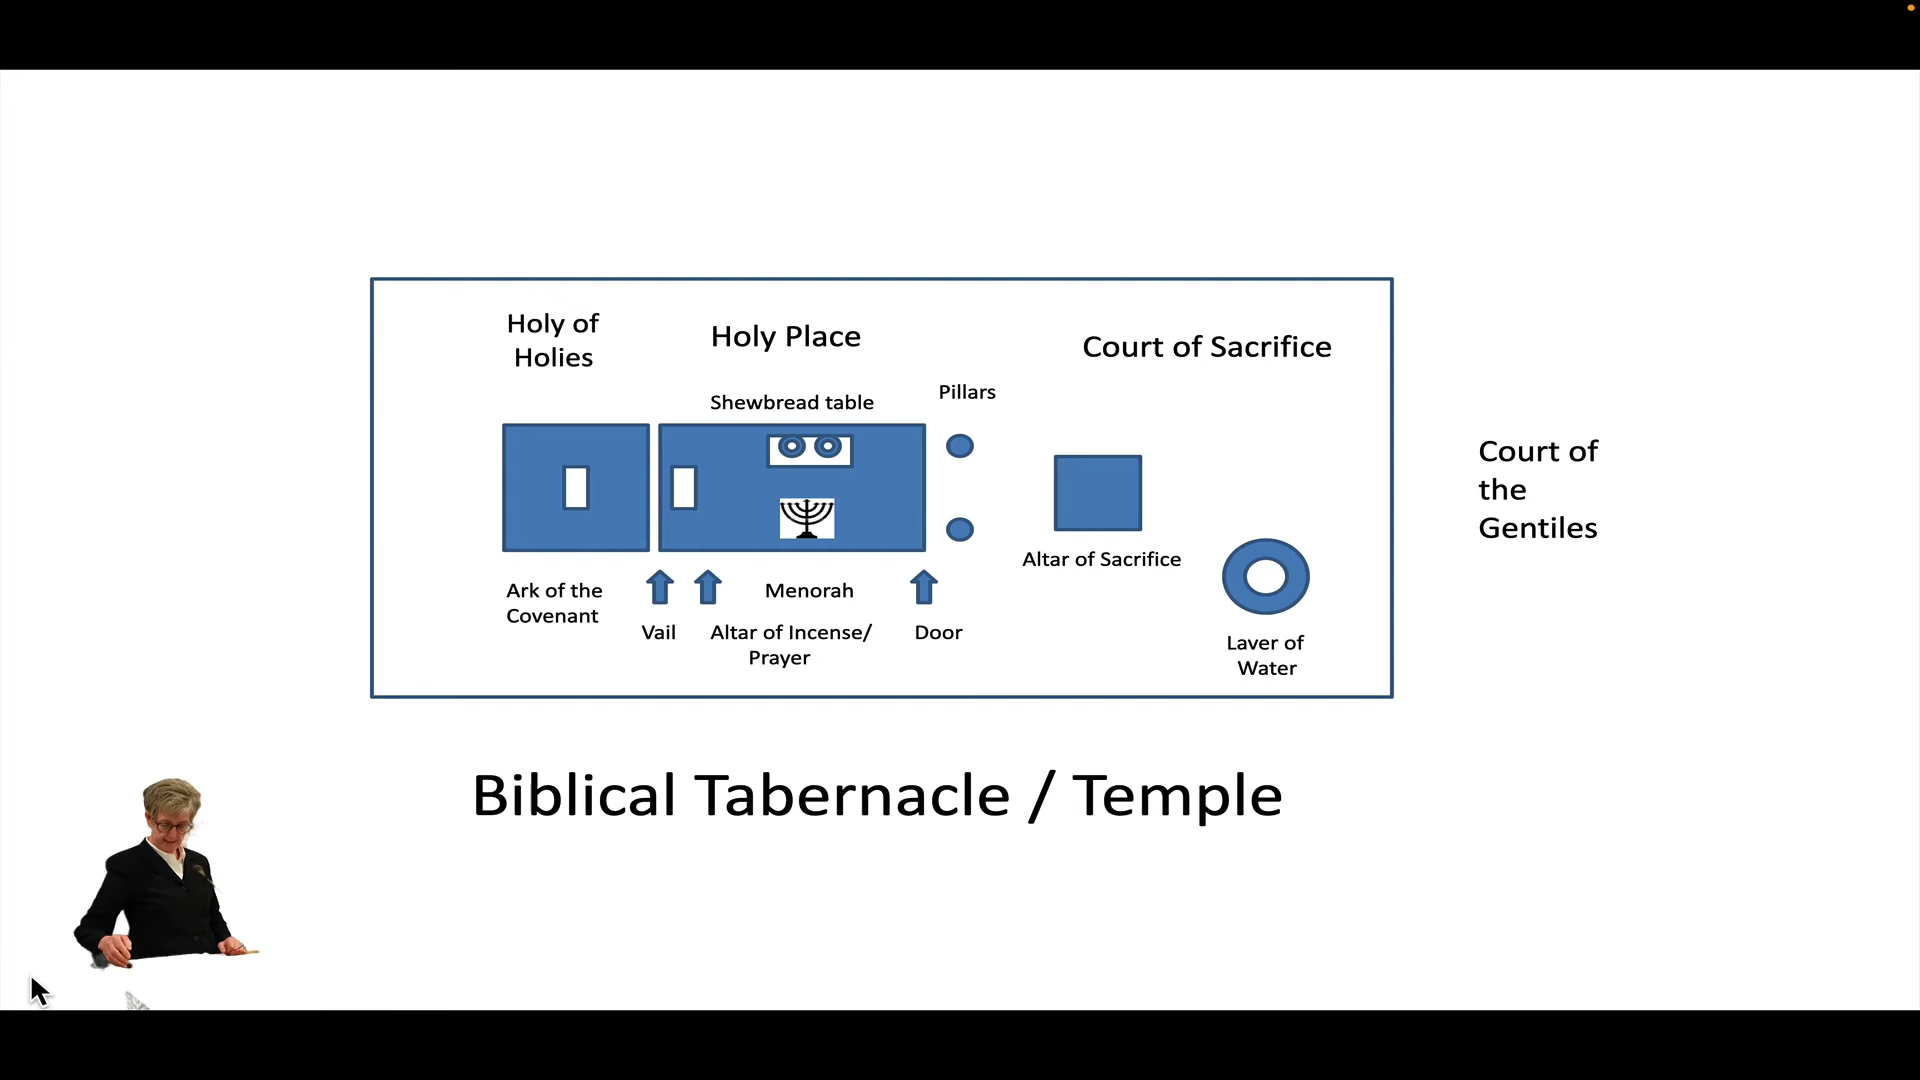 Holy of
Holies
Holy Place
Court of Sacrifice
Shewbread table
Pillars
Court of
the
Gentiles
Altar of Sacrifice
Ark of the
Covenant
Menorah
Vail
Altar of Incense/
Prayer
Door
Laver of
Water
Biblical Tabernacle / Temple